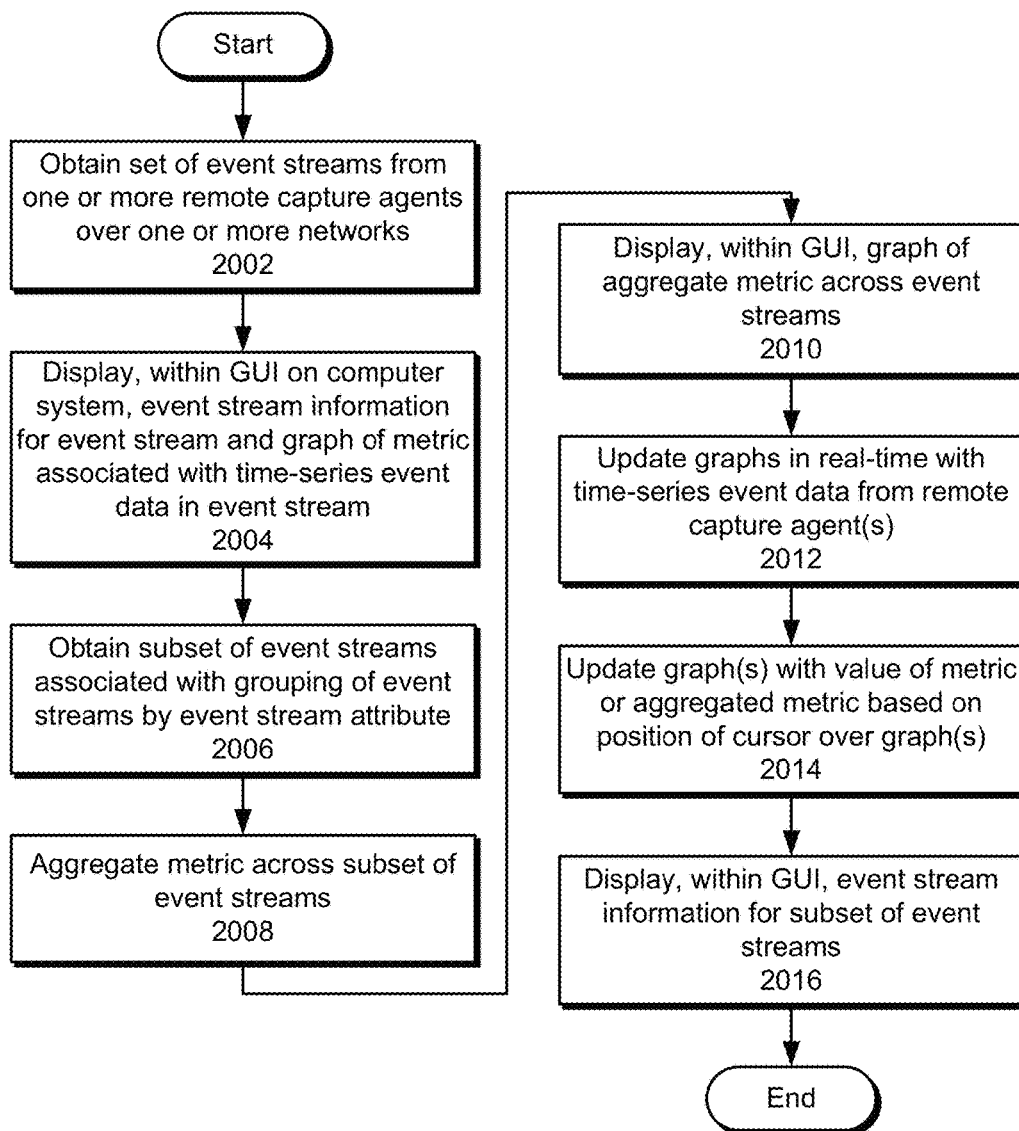 Start
Obtain set of event streams from
one or more remote capture agents
over one or more networks
2002
Display, within GUI on computer
system, event stream information
for event stream and graph of metric
associated with time-series event
data in event stream
2004
Obtain subset of event streams
associated with grouping of event
streams by event stream attribute
2006
Aggregate metric across subset of
event streams
2008
Display, within GUI, graph of
aggregate metric across event
streams
2010
Update graphs in real-time with
time-series event data from remote
capture agent(s)
2012
Update graph(s) with value of metric
or aggregated metric based on
position of cursor over graph(s)
2014
Display, within GUI, event stream
information for subset of event
streams
2016
End